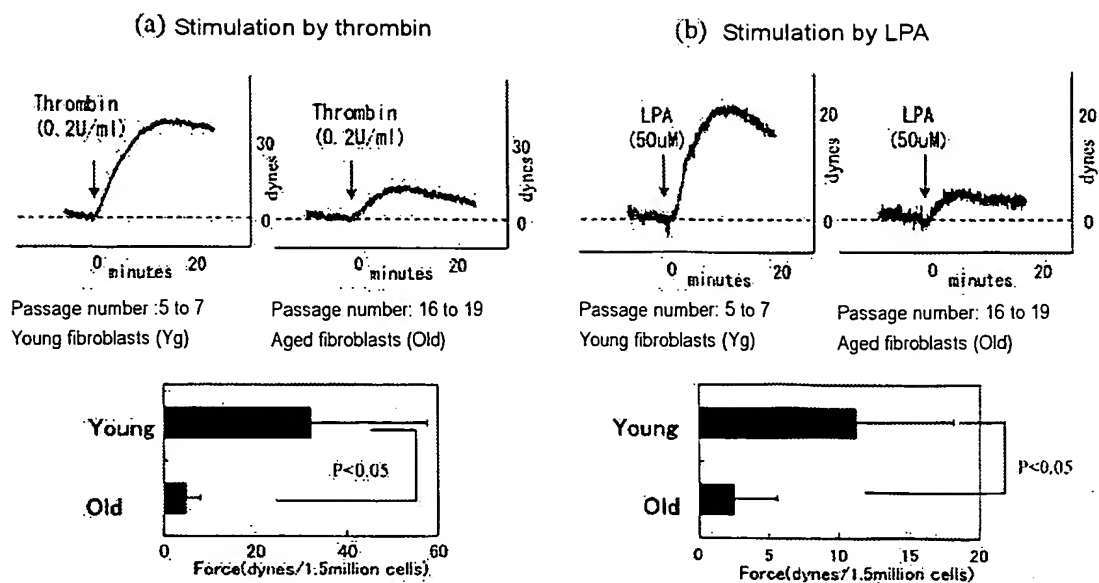 (a) Stimulation by thrombin
Thrombin
(0.2U/ml)
30
dynes
0
0
minutes
20
Passage number :5 to 7
Young fibroblasts (Yg)
Thrombin
(0.2U/ml)
30
dynes
0
0
minutes
20
Passage number: 16 to 19
Aged fibroblasts (Old)
Young
Old
P<0.05
0
20
40
60
Force(dynes/1.5million cells)
(b) Stimulation by LPA
LPA
(50uM)
20
dynes
0
0
minutes
20
Passage number: 5 to 7
Young fibroblasts (Yg)
LPA
(50uM)
20
dynes
0
0
minutes.
20
Passage number: 16 to 19
Aged fibroblasts (Old)
Young
Old
P<0.05
0
5
10
15
20
Force(dynes/1.5million cells)